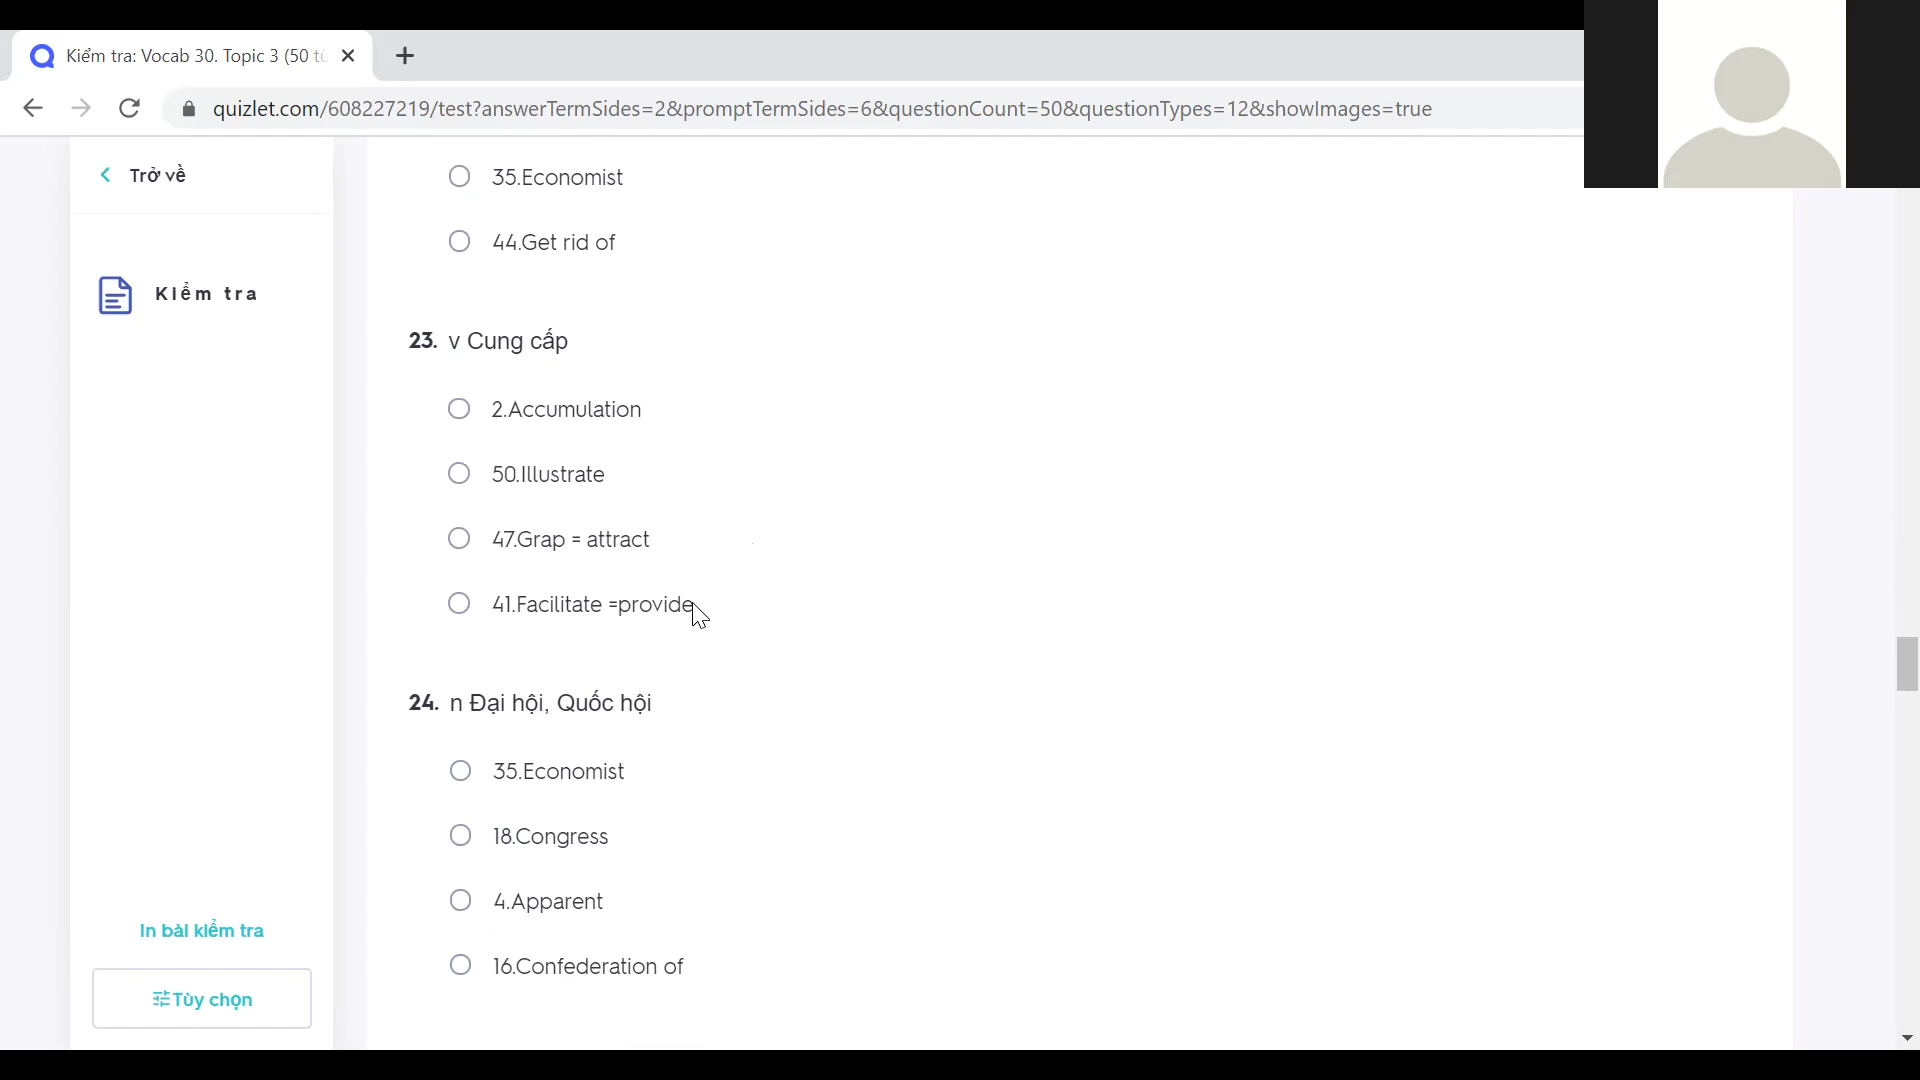 Kiểm tra: Vocab 30. Topic 3 (50 từ
quizlet.com/608227219/test?answerTermSides=2&promptTermSides=6&questionCount=50&questionTypes=12&showImages=true
Trở về
Kiểm tra
35.Economist
44.Get rid of
23. v Cung cấp
2.Accumulation
50.Illustrate
47.Grap = attract
41.Facilitate =provide
24. n Đại hội, Quốc hội
35.Economist
18.Congress
4.Apparent
16.Confederation of
In bài kiểm tra
Tùy chọn